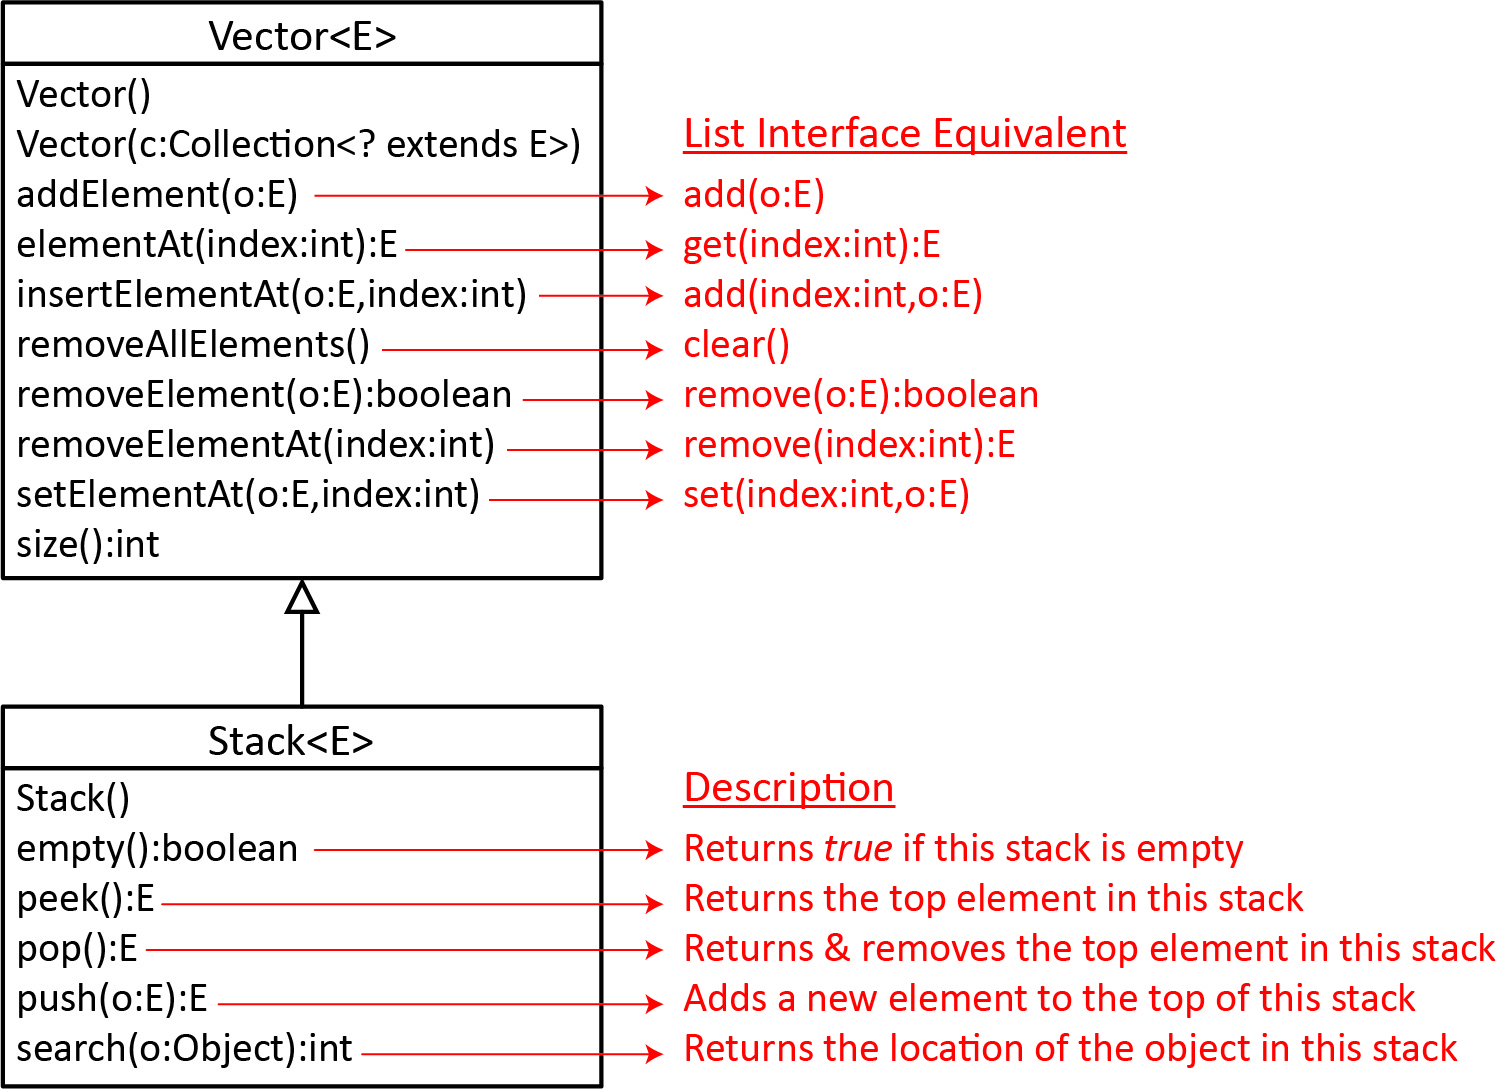 Vector<E>
Vector()
Vector(c:Collection<? extends E>)
List Interface Equivalent
addElement(o:E) add(o:E)
elementAt(index:int):E get(index:int):E
insertElementAt(o:E,index:int) add(index:int,o:E)
removeAllElements() clear()
removeElement(o:E):boolean remove(o:E):boolean
removeElementAt(index:int) remove(index:int):E
setElementAt(o:E,index:int) set(index:int,o:E)
size():int
Stack<E>
Description
Stack()
empty():boolean Returns true if this stack is empty
peek():E Returns the top element in this stack
pop():E Returns & removes the top element in this stack
push(o:E):E Adds a new element to the top of this stack
search(o:Object):int Returns the location of the object in this stack